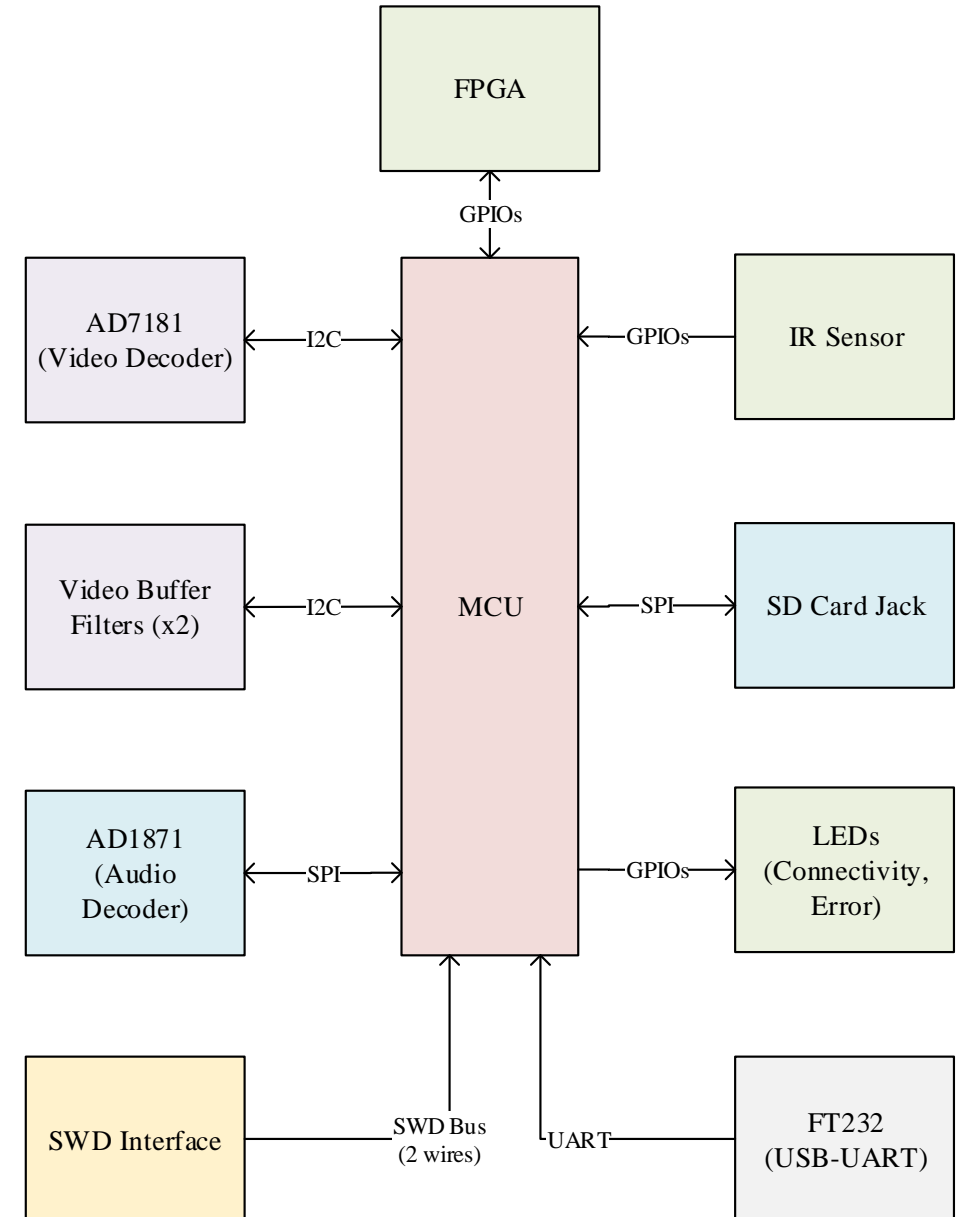 FPGA
GPIOs
AD7181
(Video Decoder)
I2C
GPIOs
IR Sensor
Video Buffer
Filters (x2)
I2C
MCU
SPI
SD Card Jack
AD1871
(Audio
Decoder)
SPI
GPIOs
LEDs
(Connectivity,
Error)
SWD Interface
SWD Bus
(2 wires)
UART
FT232
(USB-UART)